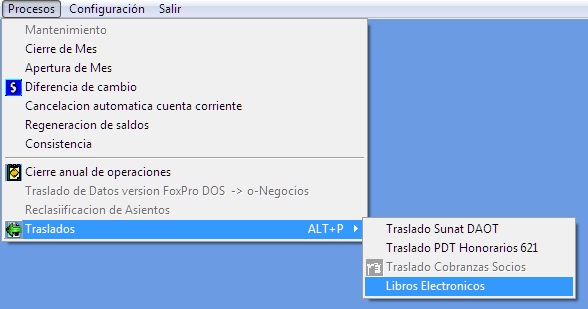 Procesos Configuración Salir
Mantenimiento
Cierre de Mes
Apertura de Mes
$ Diferencia de cambio
Cancelacion automatica cuenta corriente
Regeneracion de saldos
Consistencia
Cierre anual de operaciones
Traslado de Datos version FoxPro DOS -> o-Negocios
Reclasiificacion de Asientos
Traslados ALT+P
Traslado Sunat DAOT
Traslado PDT Honorarios 621
Traslado Cobranzas Socios
Libros Electronicos